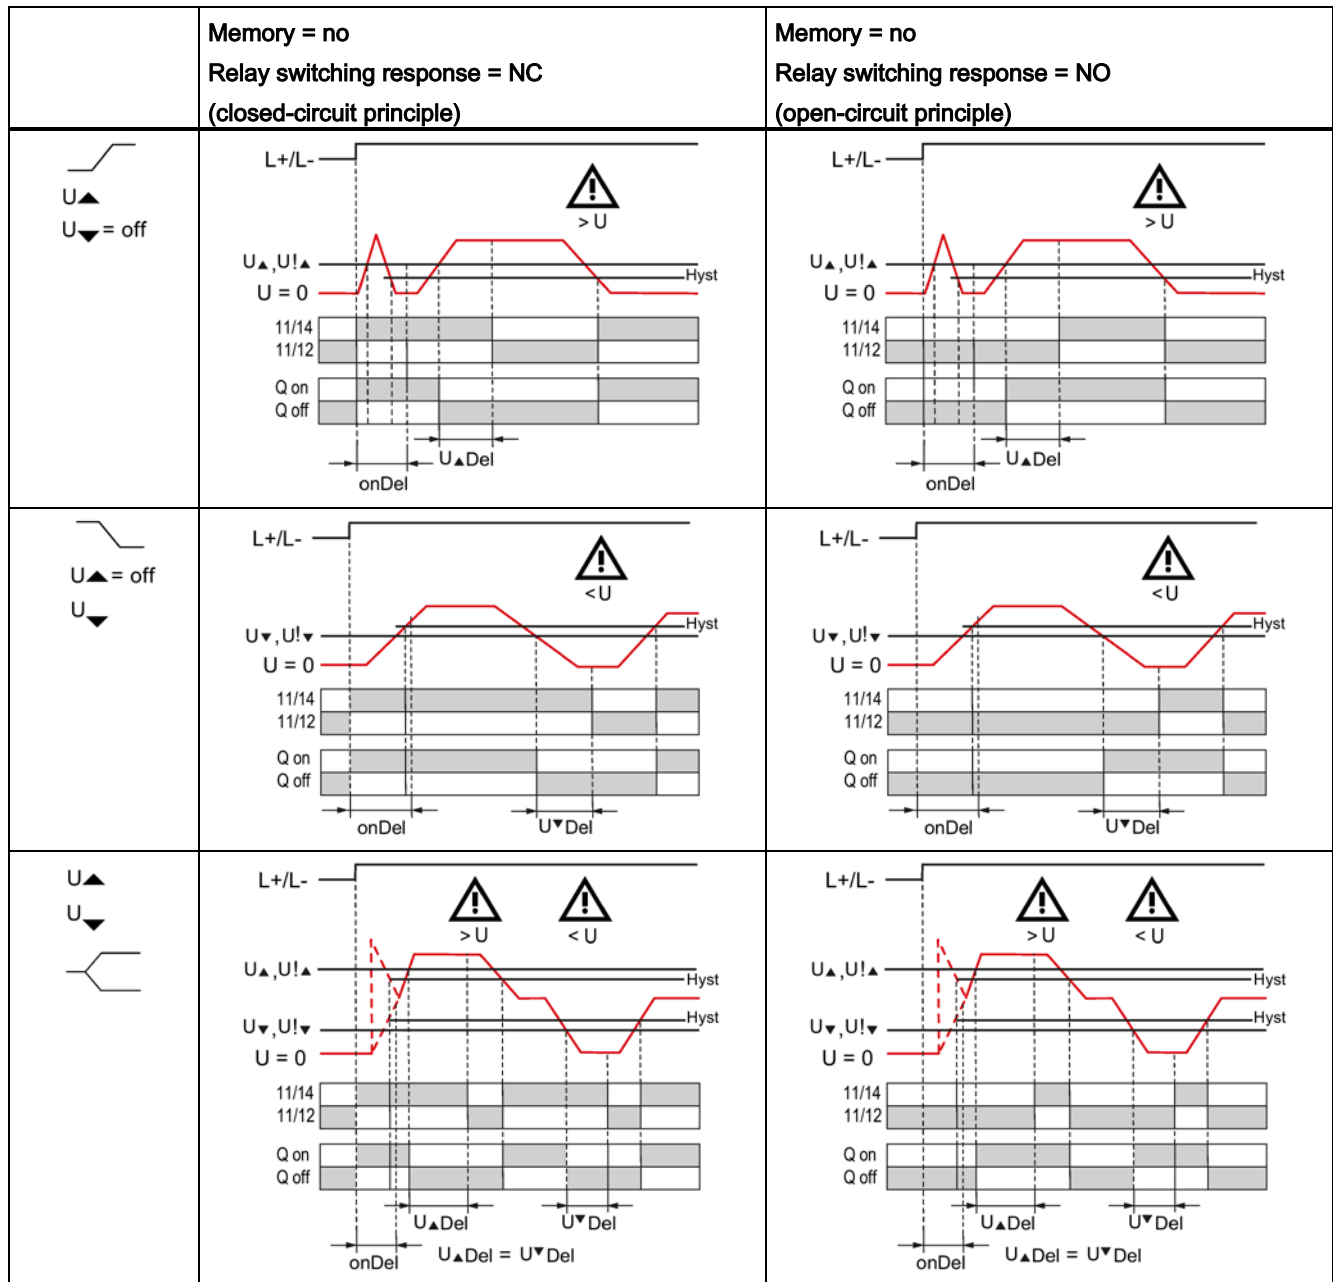 Memory = no
Relay switching response = NC
(closed-circuit principle)
Memory = no
Relay switching response = NO
(open-circuit principle)
U▲
U▼ = off
L+/L-
> U
U▲,U!▲
Hyst
U = 0
11/14
11/12
Q on
Q off
U▲Del
onDel
L+/L-
> U
U▲,U!▲
Hyst
U = 0
11/14
11/12
Q on
Q off
U▲Del
onDel
U▲ = off
U▼
L+/L-
< U
Hyst
U▼,U!▼
U = 0
11/14
11/12
Q on
Q off
onDel
U▼Del
L+/L-
< U
Hyst
U▼,U!▼
U = 0
11/14
11/12
Q on
Q off
onDel
U▼Del
U▲
U▼
L+/L-
> U
< U
U▲,U!▲
Hyst
Hyst
U▼,U!▼
U = 0
11/14
11/12
Q on
Q off
U▲Del
U▼Del
onDel
U▲Del = U▼Del
L+/L-
> U
< U
U▲,U!▲
Hyst
Hyst
U▼,U!▼
U = 0
11/14
11/12
Q on
Q off
U▲Del
U▼Del
onDel
U▲Del = U▼Del